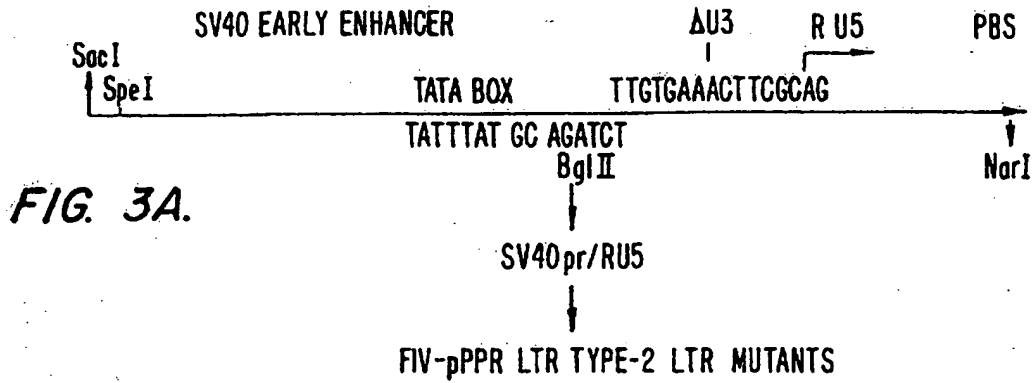 SV40 EARLY ENHANCER ΔU3 R U5 PBS
SacI
SpeI TATA BOX TTGTGAAACTTCGCAG
TATTTAT GC AGATCT
BglII NarI
FIG. 3A.
SV40pr/RU5
FIV-pPPR LTR TYPE-2 LTR MUTANTS